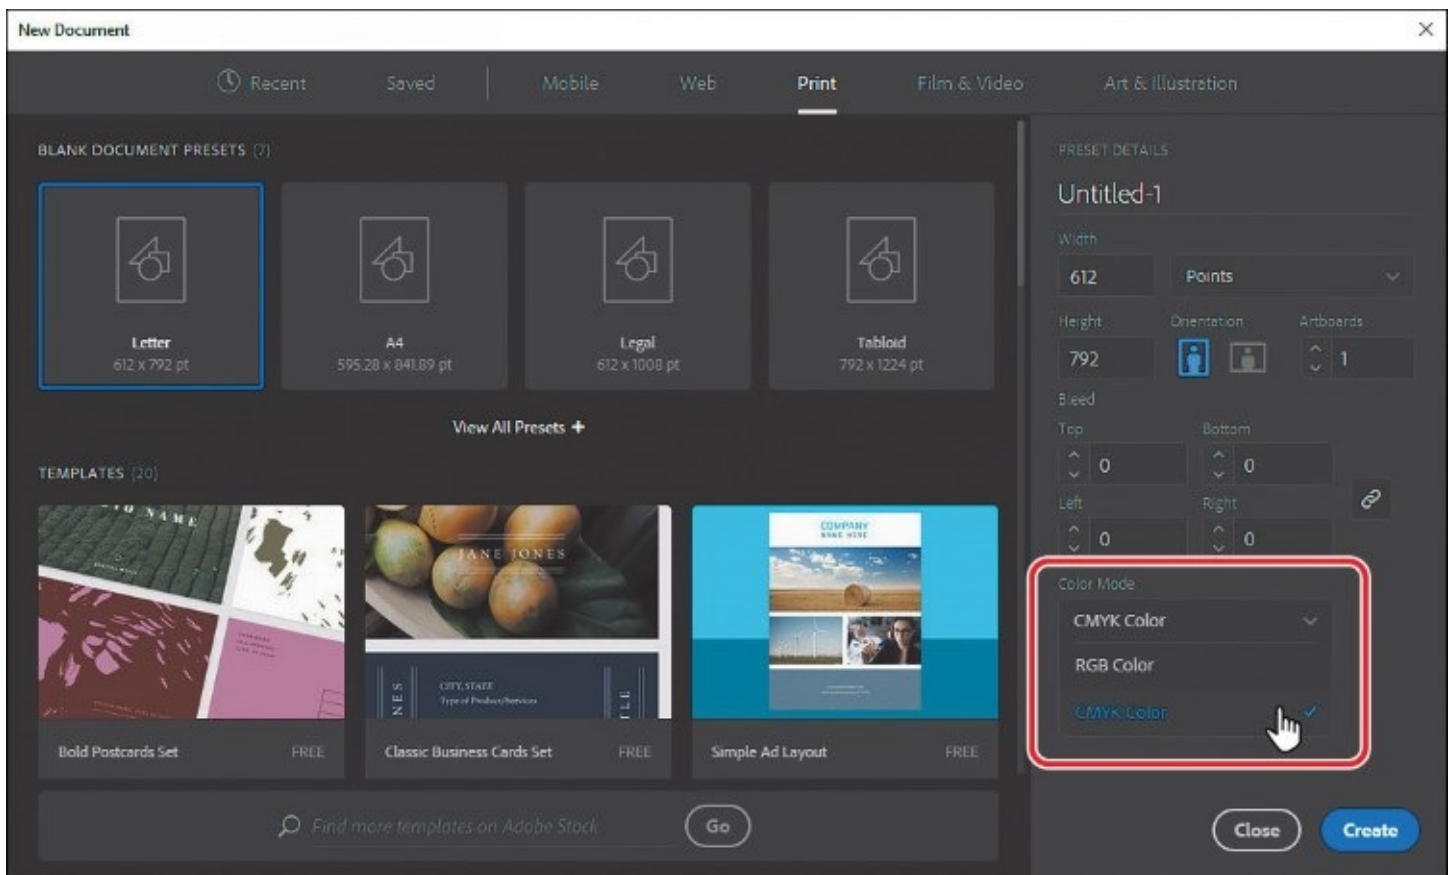 New Document
Recent Saved Mobile Web Print Film & Video Art & Illustration
BLANK DOCUMENT PRESETS (7)
Letter
612 x 792 pt
A4
595.28 x 841.89 pt
Legal
612 x 1008 pt
Tabloid
792 x 1224 pt
View All Presets +
TEMPLATES (20)
NAME
JANE JONES
CITY, STATE
Type of Product/Services
COMPANY
NAME HERE
Bold Postcards Set FREE
Classic Business Cards Set FREE
Simple Ad Layout FREE
Find more templates on Adobe Stock
Go
PRESET DETAILS
Untitled-1
Width
612 Points
Height Orientation Artboards
792 1
Bleed
Top Bottom
0 0
Left Right
0 0
Color Mode
CMYK Color
RGB Color
CMYK Color
Close Create